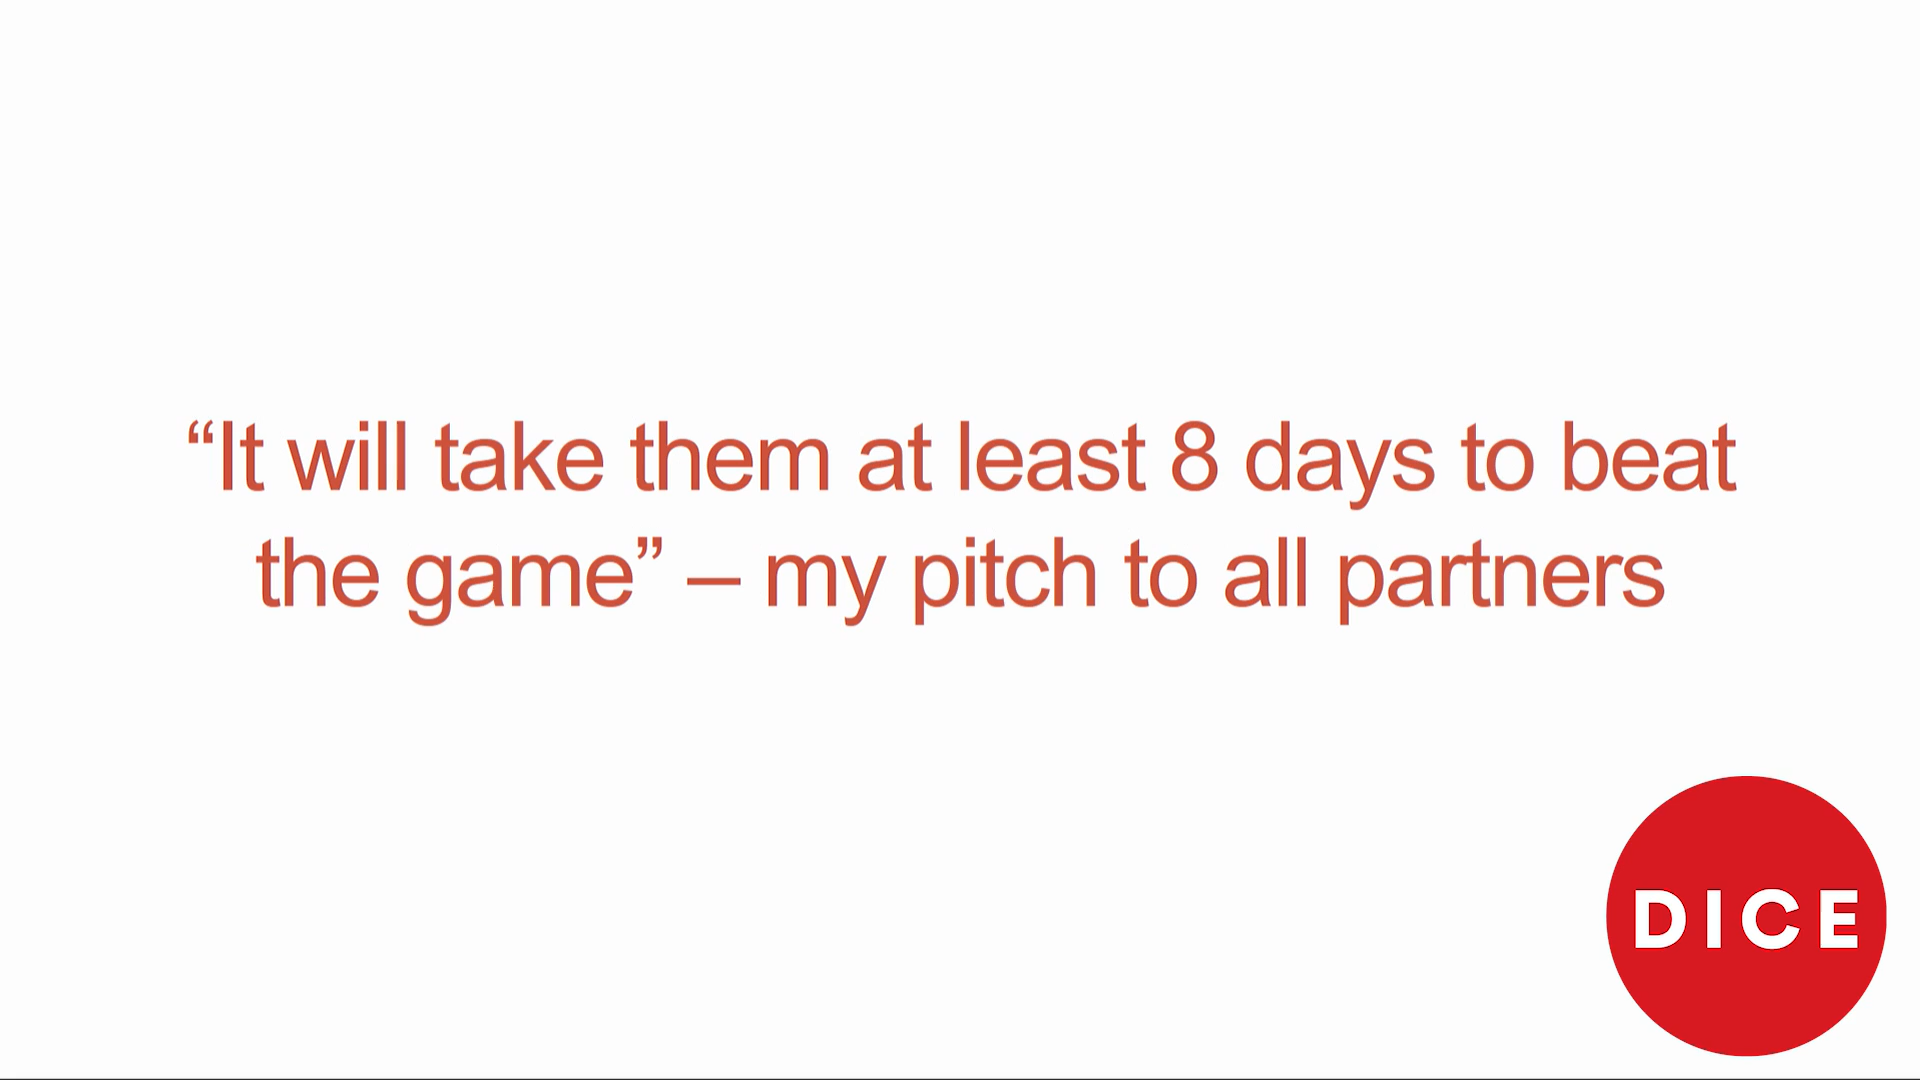 “It will take them at least 8 days to beat
the game” – my pitch to all partners
DICE